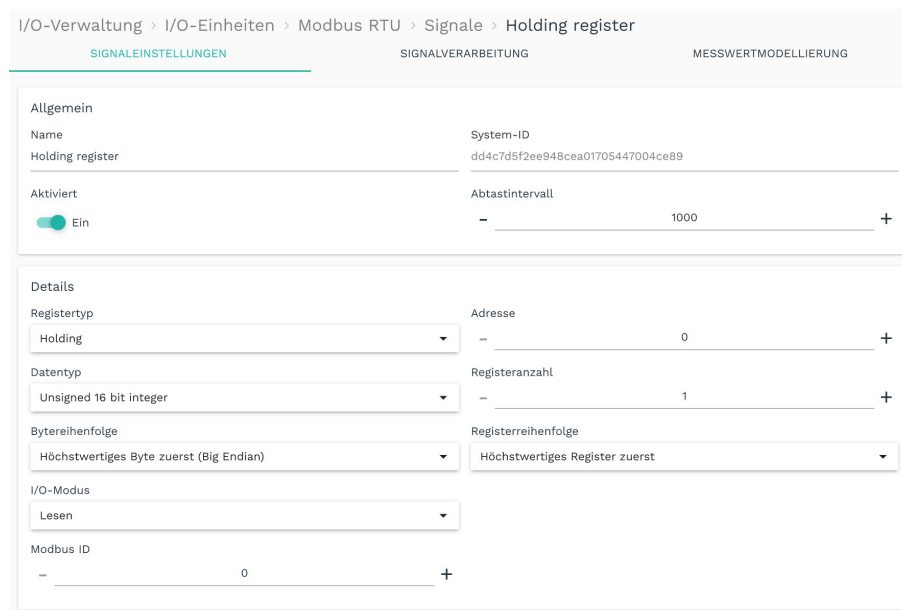 I/O-Verwaltung > I/O-Einheiten > Modbus RTU > Signale > Holding register
SIGNALEINSTELLUNGEN SIGNALVERARBEITUNG MESSWERTMODELLIERUNG
Allgemein
Name System-ID
Holding register dd4c7d5f2ee948cea01705447004ce89
Aktiviert Abtastintervall
Ein - 1000 +
Details
Registertyp Adresse
Holding - 0 +
Datentyp Registeranzahl
Unsigned 16 bit integer - 1 +
Bytereihenfolge Registerreihenfolge
Höchstwertiges Byte zuerst (Big Endian) Höchstwertiges Register zuerst
I/O-Modus
Lesen
Modbus ID
- 0 +